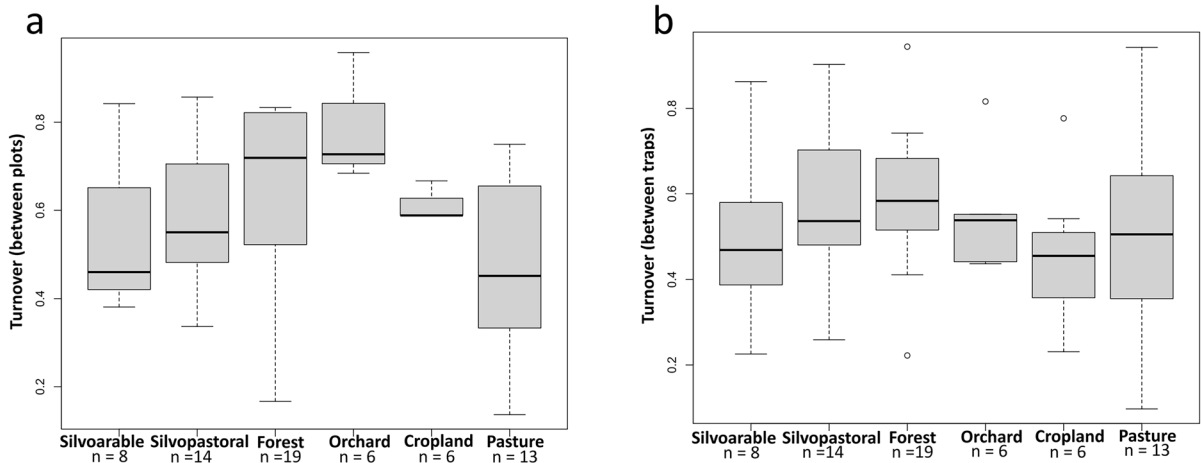 a
Turnover (between plots)
0.8
0.6
0.4
0.2
Silvoarable Silvopastoral Forest Orchard Cropland Pasture
n = 8 n =14 n =19 n = 6 n = 6 n = 13
b
Turnover (between traps)
0.8
0.6
0.4
0.2
Silvoarable Silvopastoral Forest Orchard Cropland Pasture
n = 8 n =14 n =19 n = 6 n = 6 n = 13